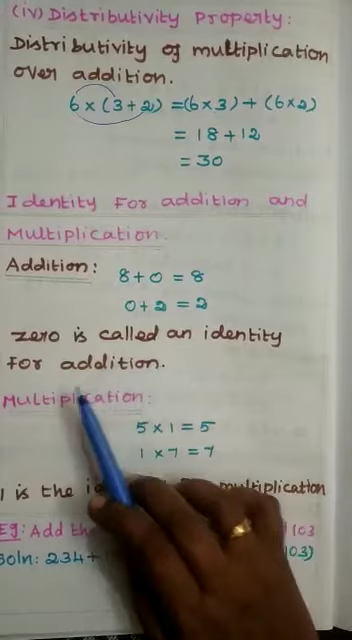 (iv) Distributivity Property:
Distributivity of multiplication
over addition.
6 × (3+2) = (6×3) + (6×2)
= 18+12
= 30
Identity for addition and
Multiplication.
Addition: 8+0 = 8
0+2 = 2
zero is called an identity
for addition.
Multiplication:
5 × 1 = 5
1 × 7 = 7
1 is the multiplication
Eg: Add 103
Soln: 234+ 103)